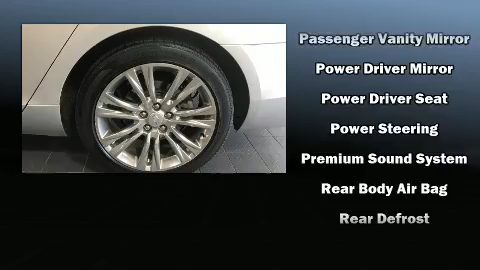 Passenger Vanity Mirror
Power Driver Mirror
Power Driver Seat
Power Steering
Premium Sound System
Rear Body Air Bag
Rear Defrost